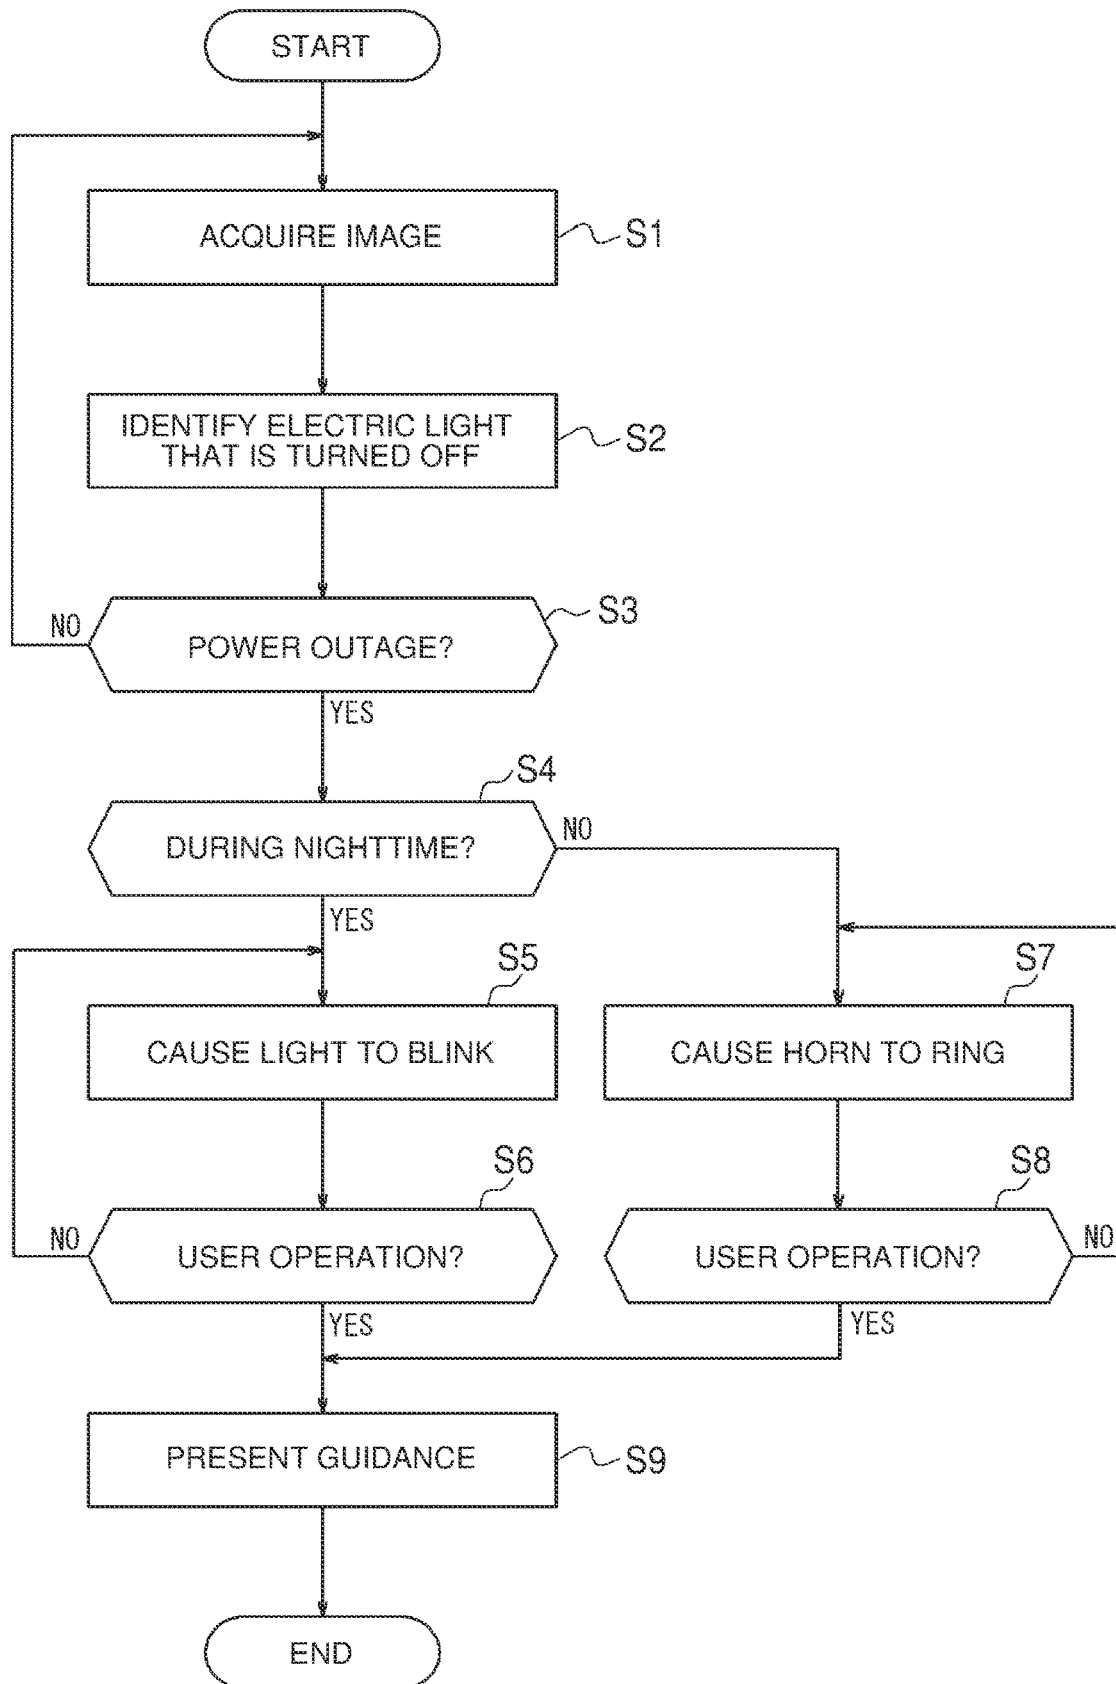 START
ACQUIRE IMAGE
S1
IDENTIFY ELECTRIC LIGHT
THAT IS TURNED OFF
S2
S3
NO
POWER OUTAGE?
YES
S4
DURING NIGHTTIME?
NO
YES
S5
S7
CAUSE LIGHT TO BLINK
CAUSE HORN TO RING
S6
S8
NO
USER OPERATION?
USER OPERATION?
NO
YES
YES
PRESENT GUIDANCE
S9
END